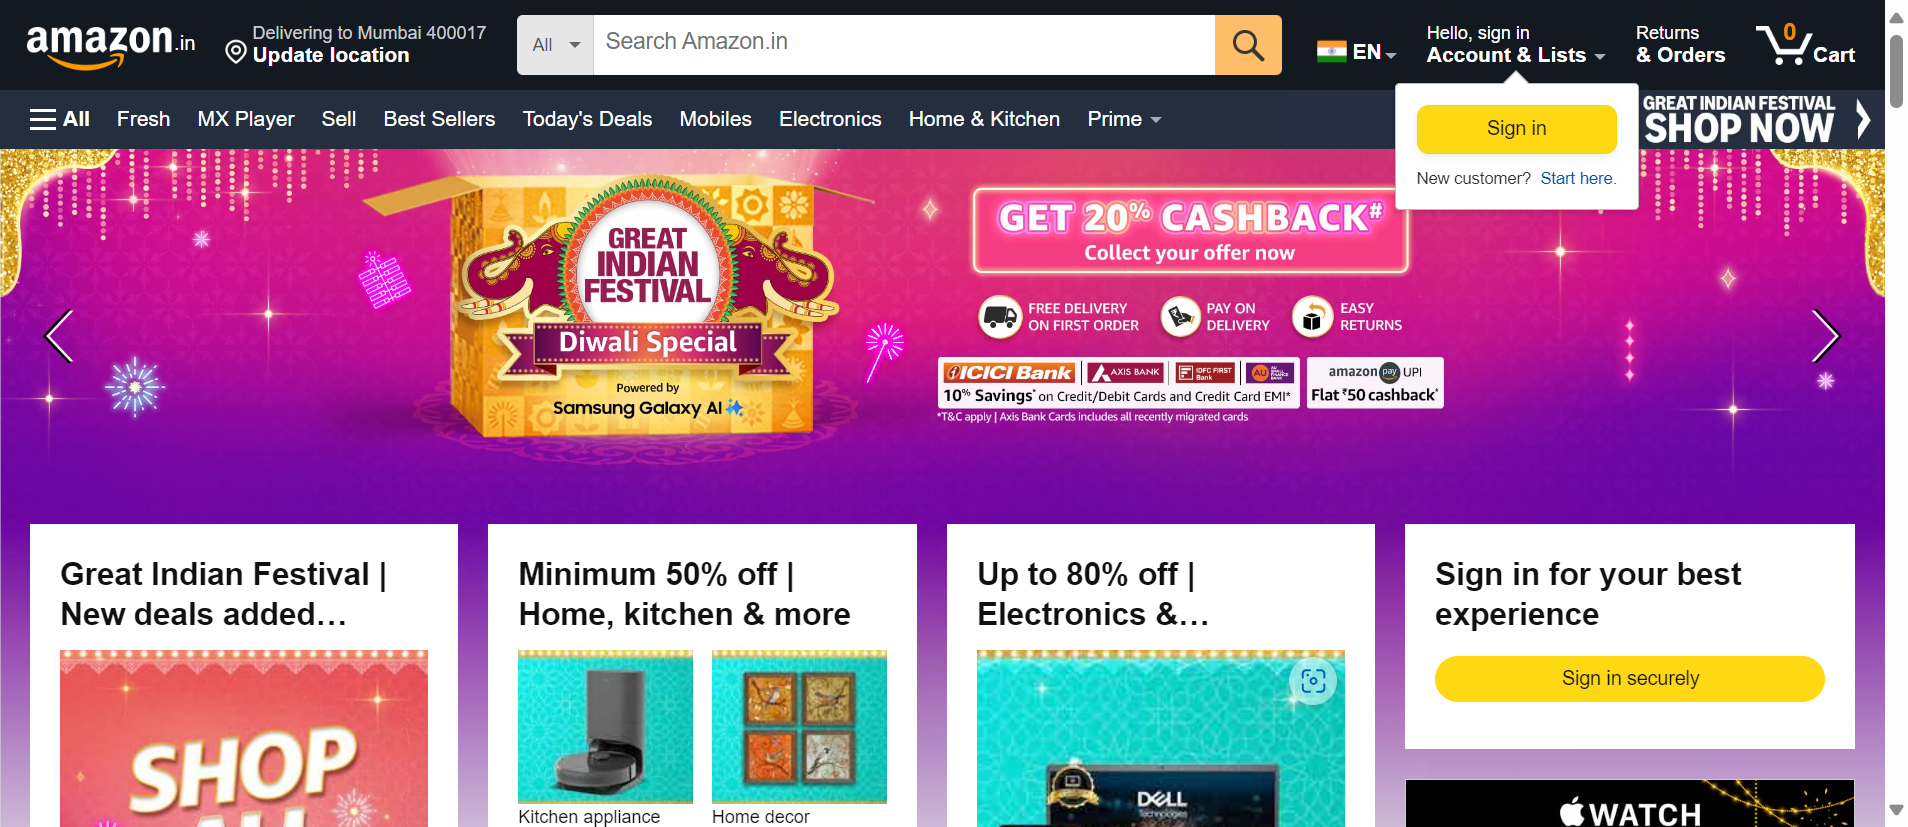 amazon.in
Delivering to Mumbai 400017
Update location
All
Search Amazon.in
EN
Hello, sign in
Account & Lists
Returns
& Orders
0
Cart
All
Fresh
MX Player
Sell
Best Sellers
Today's Deals
Mobiles
Electronics
Home & Kitchen
Prime
Sign in
New customer? Start here.
GREAT INDIAN FESTIVAL
SHOP NOW
GREAT
INDIAN
FESTIVAL
Diwali Special
Powered by
Samsung Galaxy AI
GET 20% CASHBACK#
Collect your offer now
FREE DELIVERY
ON FIRST ORDER
PAY ON
DELIVERY
EASY
RETURNS
ICICI Bank
AXIS BANK
IDFC FIRST
Bank
AU
10% Savings* on Credit/Debit Cards and Credit Card EMI*
amazon pay UPI
Flat ₹50 cashback*
*T&C apply | Axis Bank Cards includes all recently migrated cards
Great Indian Festival |
New deals added…
SHOP
ALL
Minimum 50% off |
Home, kitchen & more
Kitchen appliance
Home decor
Up to 80% off |
Electronics &…
DELL
Technologies
Sign in for your best
experience
Sign in securely
WATCH